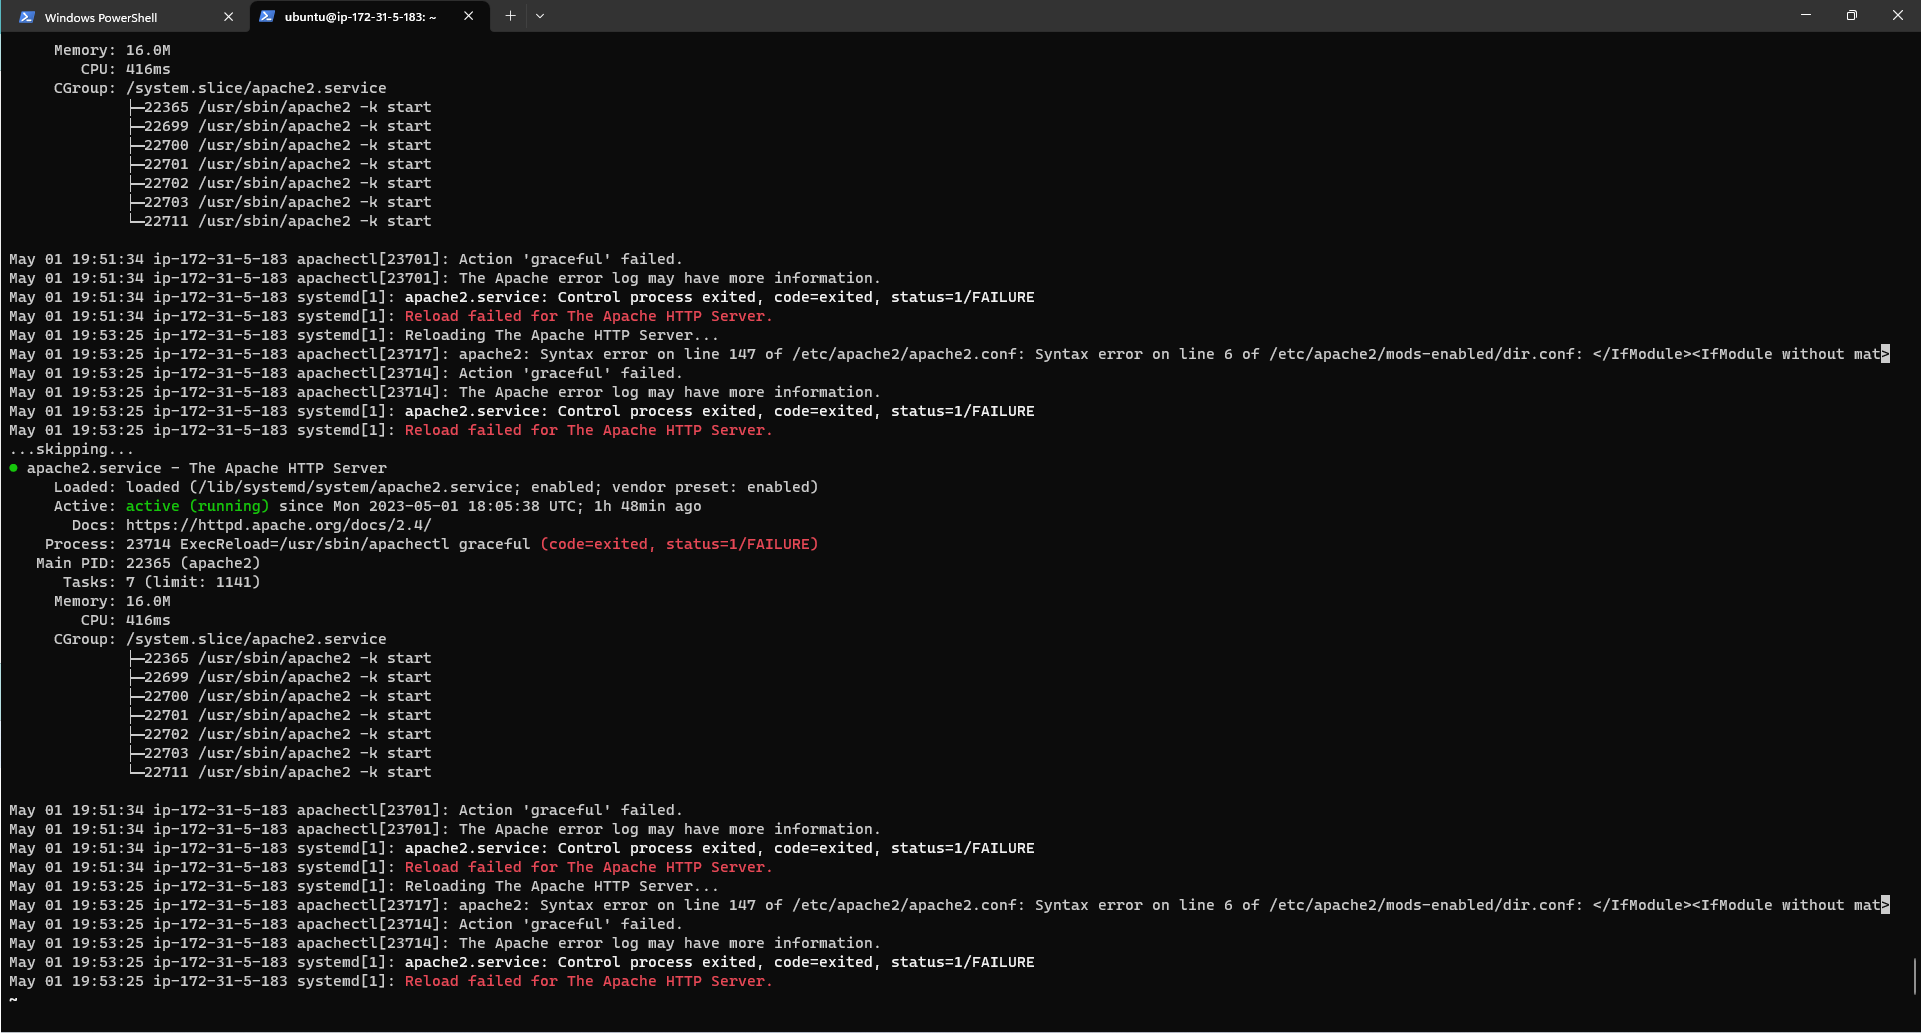 Windows PowerShell
ubuntu@ip-172-31-5-183: ~
Memory: 16.0M
CPU: 416ms
CGroup: /system.slice/apache2.service
├─22365 /usr/sbin/apache2 -k start
├─22699 /usr/sbin/apache2 -k start
├─22700 /usr/sbin/apache2 -k start
├─22701 /usr/sbin/apache2 -k start
├─22702 /usr/sbin/apache2 -k start
├─22703 /usr/sbin/apache2 -k start
└─22711 /usr/sbin/apache2 -k start
May 01 19:51:34 ip-172-31-5-183 apachectl[23701]: Action 'graceful' failed.
May 01 19:51:34 ip-172-31-5-183 apachectl[23701]: The Apache error log may have more information.
May 01 19:51:34 ip-172-31-5-183 systemd[1]: apache2.service: Control process exited, code=exited, status=1/FAILURE
May 01 19:51:34 ip-172-31-5-183 systemd[1]: Reload failed for The Apache HTTP Server.
May 01 19:53:25 ip-172-31-5-183 systemd[1]: Reloading The Apache HTTP Server...
May 01 19:53:25 ip-172-31-5-183 apachectl[23717]: apache2: Syntax error on line 147 of /etc/apache2/apache2.conf: Syntax error on line 6 of /etc/apache2/mods-enabled/dir.conf: </IfModule><IfModule without mat>
May 01 19:53:25 ip-172-31-5-183 apachectl[23714]: Action 'graceful' failed.
May 01 19:53:25 ip-172-31-5-183 apachectl[23714]: The Apache error log may have more information.
May 01 19:53:25 ip-172-31-5-183 systemd[1]: apache2.service: Control process exited, code=exited, status=1/FAILURE
May 01 19:53:25 ip-172-31-5-183 systemd[1]: Reload failed for The Apache HTTP Server.
...skipping...
● apache2.service - The Apache HTTP Server
Loaded: loaded (/lib/systemd/system/apache2.service; enabled; vendor preset: enabled)
Active: active (running) since Mon 2023-05-01 18:05:38 UTC; 1h 48min ago
Docs: https://httpd.apache.org/docs/2.4/
Process: 23714 ExecReload=/usr/sbin/apachectl graceful (code=exited, status=1/FAILURE)
Main PID: 22365 (apache2)
Tasks: 7 (limit: 1141)
Memory: 16.0M
CPU: 416ms
CGroup: /system.slice/apache2.service
├─22365 /usr/sbin/apache2 -k start
├─22699 /usr/sbin/apache2 -k start
├─22700 /usr/sbin/apache2 -k start
├─22701 /usr/sbin/apache2 -k start
├─22702 /usr/sbin/apache2 -k start
├─22703 /usr/sbin/apache2 -k start
└─22711 /usr/sbin/apache2 -k start
May 01 19:51:34 ip-172-31-5-183 apachectl[23701]: Action 'graceful' failed.
May 01 19:51:34 ip-172-31-5-183 apachectl[23701]: The Apache error log may have more information.
May 01 19:51:34 ip-172-31-5-183 systemd[1]: apache2.service: Control process exited, code=exited, status=1/FAILURE
May 01 19:51:34 ip-172-31-5-183 systemd[1]: Reload failed for The Apache HTTP Server.
May 01 19:53:25 ip-172-31-5-183 systemd[1]: Reloading The Apache HTTP Server...
May 01 19:53:25 ip-172-31-5-183 apachectl[23717]: apache2: Syntax error on line 147 of /etc/apache2/apache2.conf: Syntax error on line 6 of /etc/apache2/mods-enabled/dir.conf: </IfModule><IfModule without mat>
May 01 19:53:25 ip-172-31-5-183 apachectl[23714]: Action 'graceful' failed.
May 01 19:53:25 ip-172-31-5-183 apachectl[23714]: The Apache error log may have more information.
May 01 19:53:25 ip-172-31-5-183 systemd[1]: apache2.service: Control process exited, code=exited, status=1/FAILURE
May 01 19:53:25 ip-172-31-5-183 systemd[1]: Reload failed for The Apache HTTP Server.
~